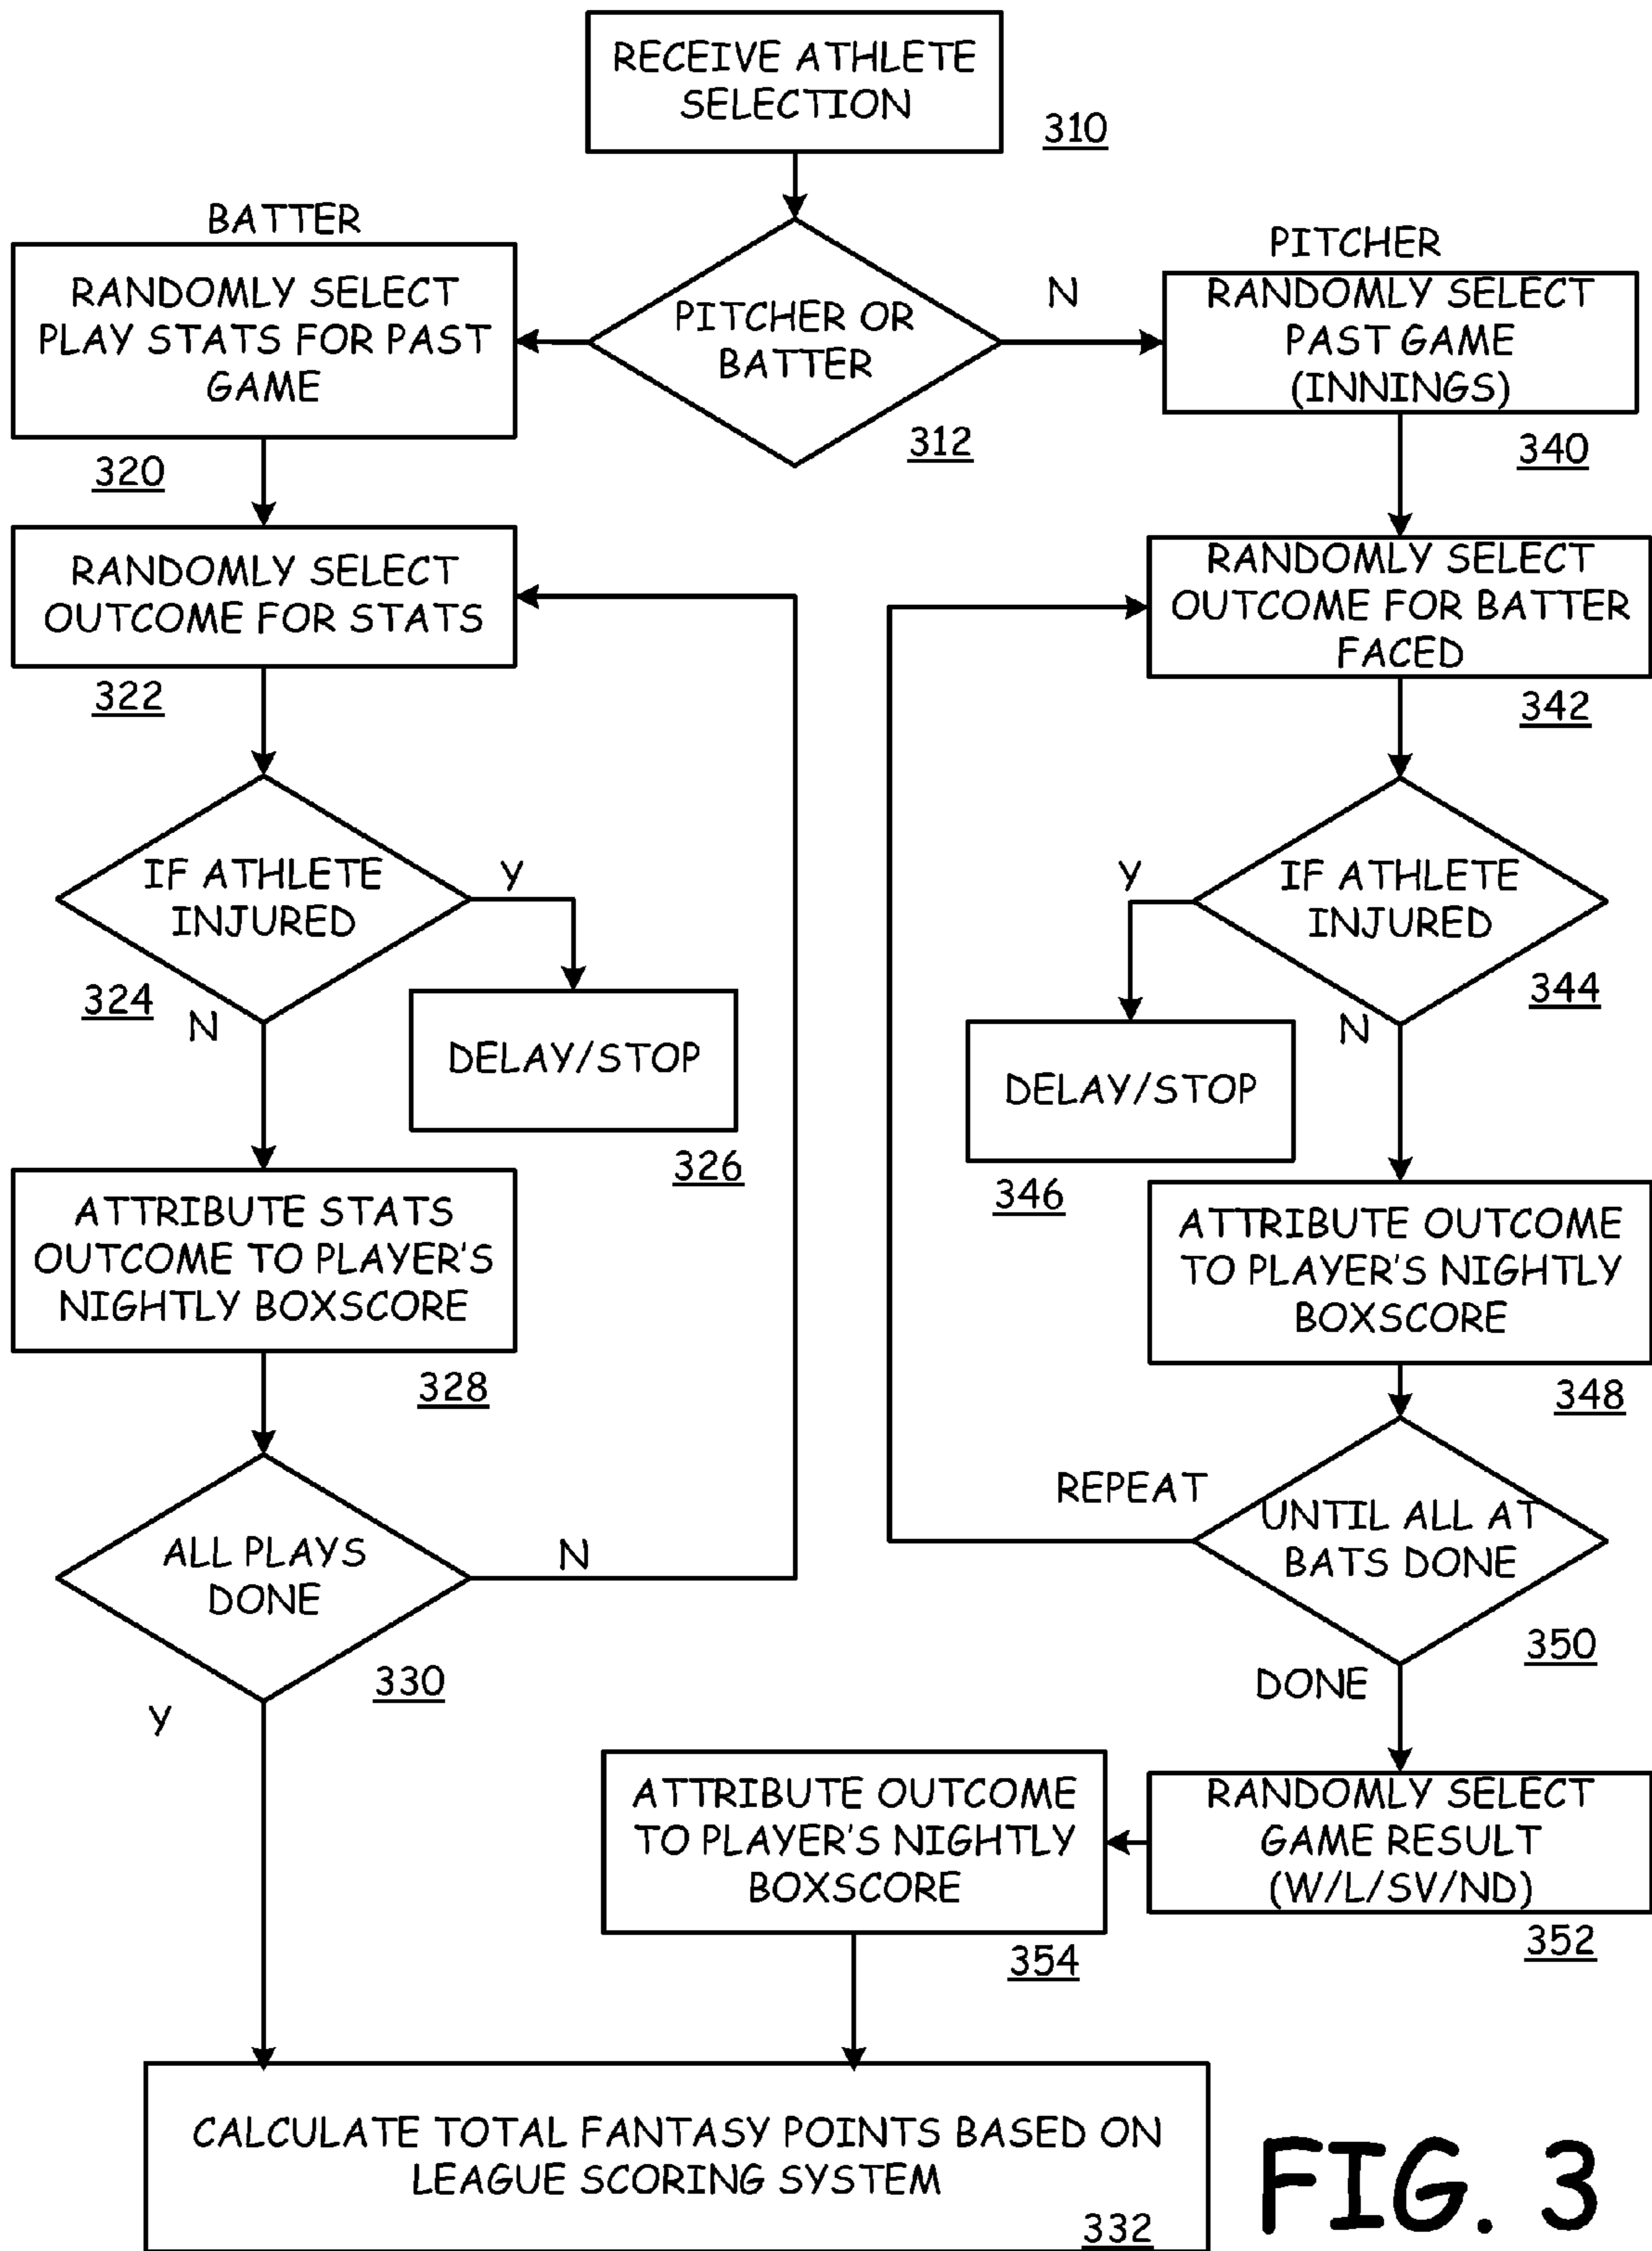 RECEIVE ATHLETE
SELECTION
310
BATTER
PITCHER
RANDOMLY SELECT
PLAY STATS FOR PAST
GAME
320
PITCHER OR
BATTER
312
N
RANDOMLY SELECT
PAST GAME
(INNINGS)
340
RANDOMLY SELECT
OUTCOME FOR STATS
322
RANDOMLY SELECT
OUTCOME FOR BATTER
FACED
342
IF ATHLETE
INJURED
324
Y
N
DELAY/STOP
326
IF ATHLETE
INJURED
344
Y
N
DELAY/STOP
346
ATTRIBUTE STATS
OUTCOME TO PLAYER'S
NIGHTLY BOXSCORE
328
ATTRIBUTE OUTCOME
TO PLAYER'S NIGHTLY
BOXSCORE
348
ALL PLAYS
DONE
330
N
Y
REPEAT
UNTIL ALL AT
BATS DONE
350
DONE
ATTRIBUTE OUTCOME
TO PLAYER'S NIGHTLY
BOXSCORE
354
RANDOMLY SELECT
GAME RESULT
(W/L/SV/ND)
352
CALCULATE TOTAL FANTASY POINTS BASED ON
LEAGUE SCORING SYSTEM
332
FIG. 3